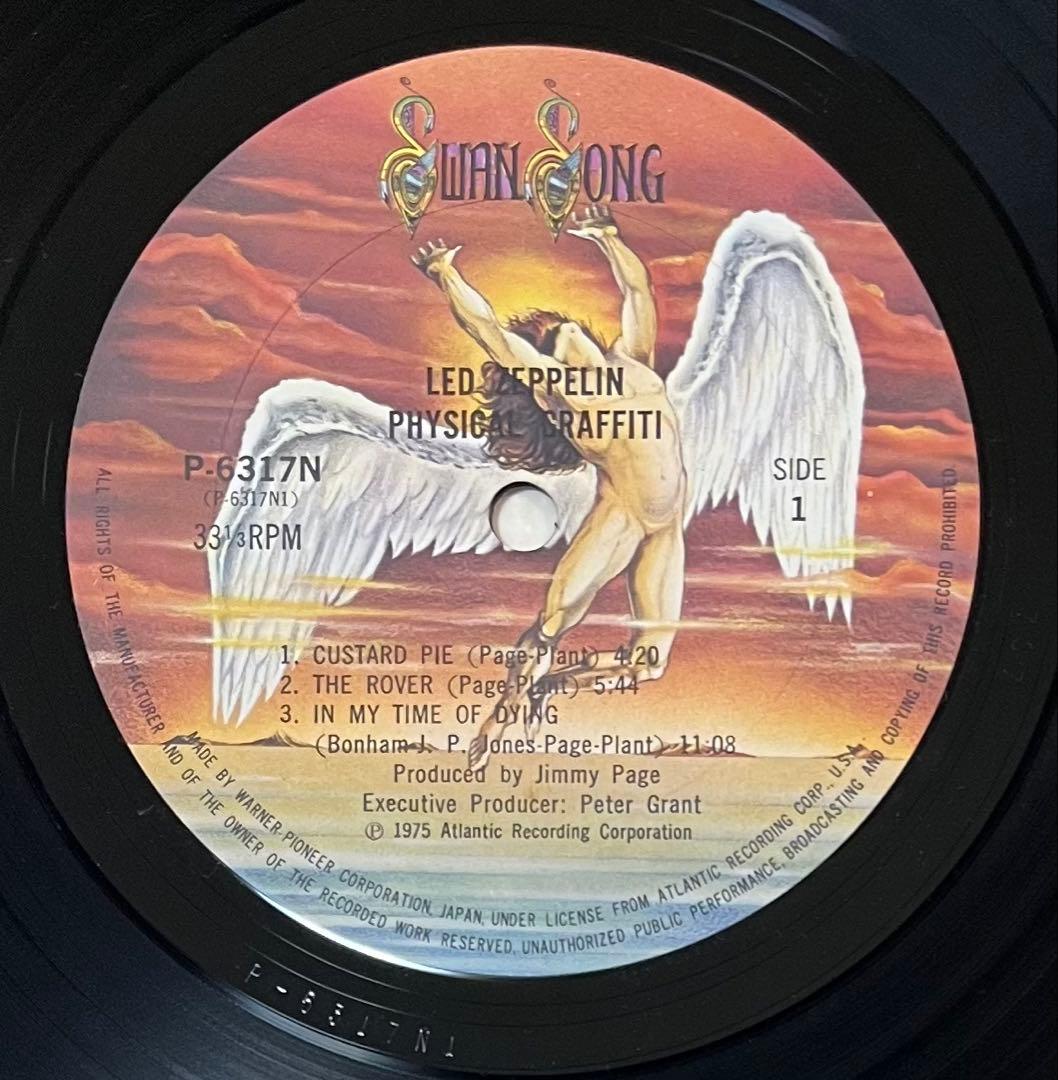 SWAN SONG
LED ZEPPELIN
PHYSICAL GRAFFITI
P-6317N
(P-6317N1)
33⅓RPM
SIDE
1
1. CUSTARD PIE (Page-Plant) 4:20
2. THE ROVER (Page-Plant) 5:44
3. IN MY TIME OF DYING
(Bonham-J. P. Jones-Page-Plant) 11:08
Produced by Jimmy Page
Executive Producer: Peter Grant
℗ 1975 Atlantic Recording Corporation
MADE BY WARNER-PIONEER CORPORATION, JAPAN, UNDER LICENSE FROM ATLANTIC RECORDING CORP., U.S.A.
ALL RIGHTS OF THE MANUFACTURER AND OF THE OWNER OF THE RECORDED WORK RESERVED, UNAUTHORIZED PUBLIC PERFORMANCE, BROADCASTING AND COPYING OF THIS RECORD PROHIBITED.
P-6317N1